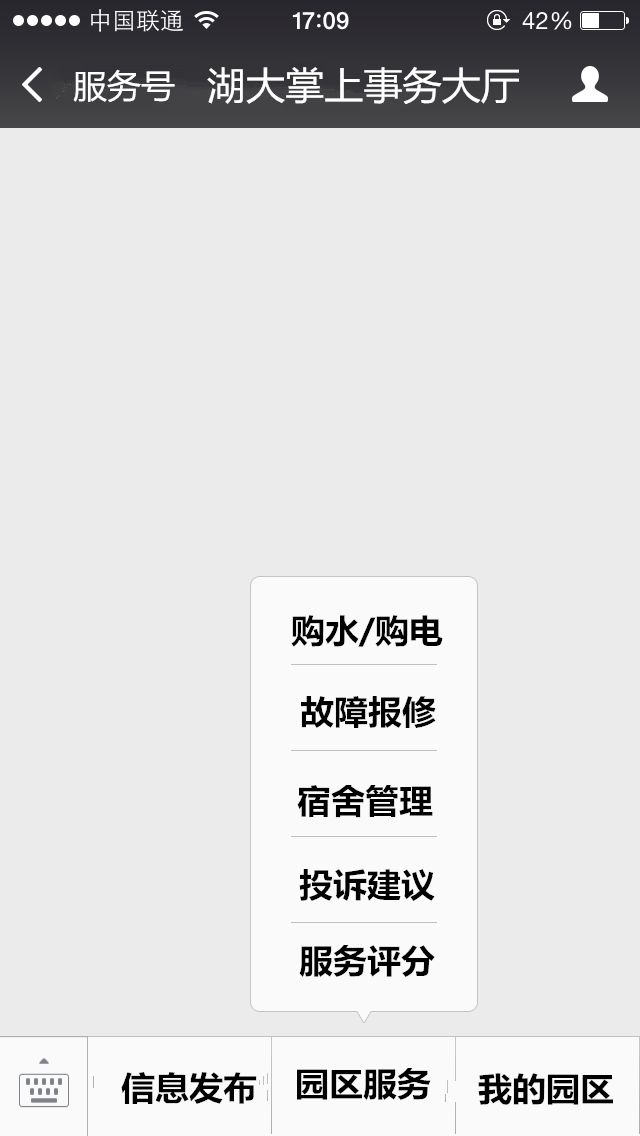 中国联通 17:09 42%
服务号 湖大掌上事务大厅
购水/购电
故障报修
宿舍管理
投诉建议
服务评分
信息发布 园区服务 我的园区